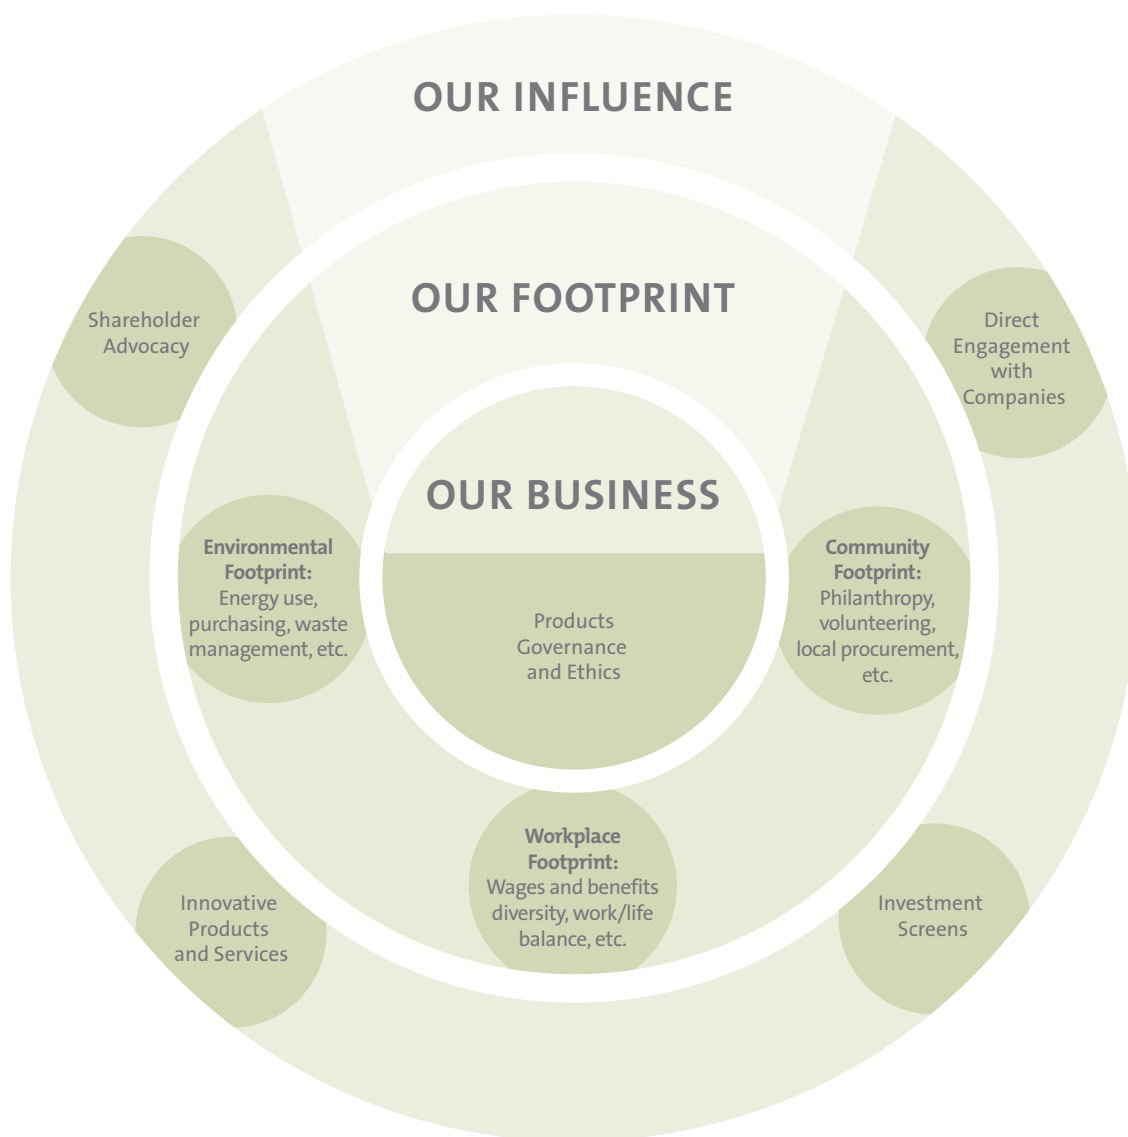 OUR INFLUENCE
OUR FOOTPRINT
OUR BUSINESS
Products
Governance
and Ethics
Shareholder
Advocacy
Direct
Engagement
with
Companies
Environmental
Footprint:
Energy use,
purchasing, waste
management, etc.
Community
Footprint:
Philanthropy,
volunteering,
local procurement,
etc.
Workplace
Footprint:
Wages and benefits
diversity, work/life
balance, etc.
Innovative
Products
and Services
Investment
Screens